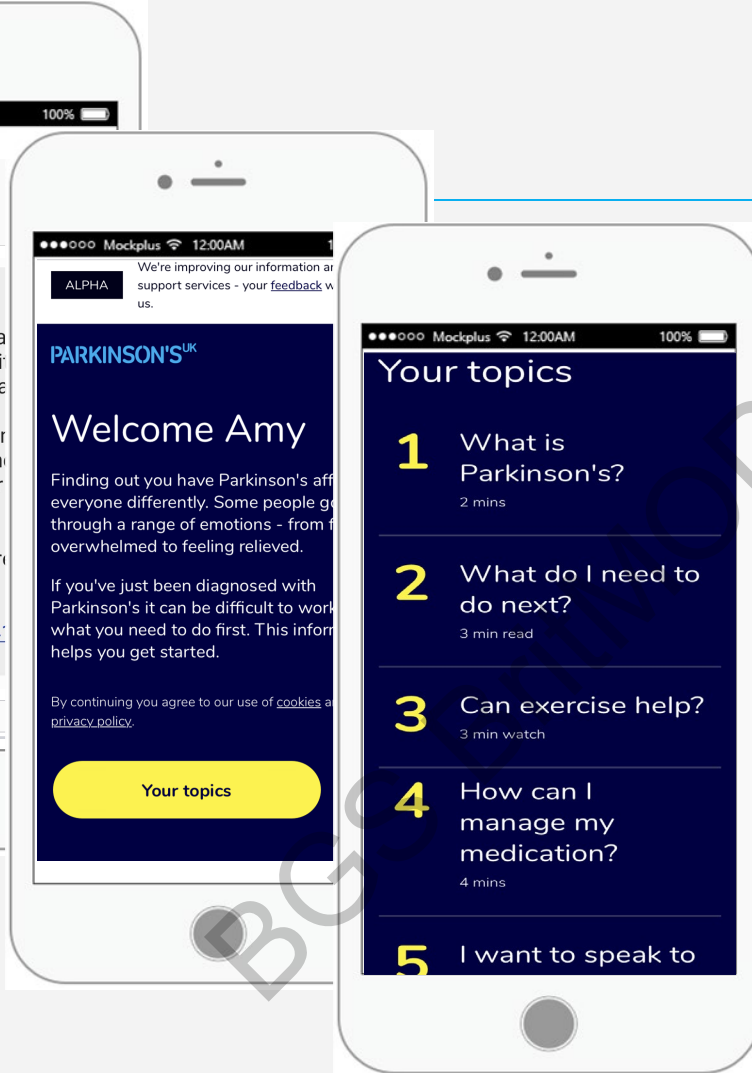 100%
●●●○○○ Mockplus 12:00AM
ALPHA
We're improving our information
support services - your feedback
us.
PARKINSON'S UK
Welcome Amy
Finding out you have Parkinson's
everyone differently. Some people
through a range of emotions - from
overwhelmed to feeling relieved.
If you've just been diagnosed with
Parkinson's it can be difficult to
what you need to do first. This
helps you get started.
By continuing you agree to our use of cookies
privacy policy.
Your topics
●●●○○○ Mockplus 12:00AM 100%
Your topics
1
What is
Parkinson's?
2 mins
2
What do I need to
do next?
3 min read
3
Can exercise help?
3 min watch
4
How can I
manage my
medication?
4 mins
5
I want to speak to
BGS